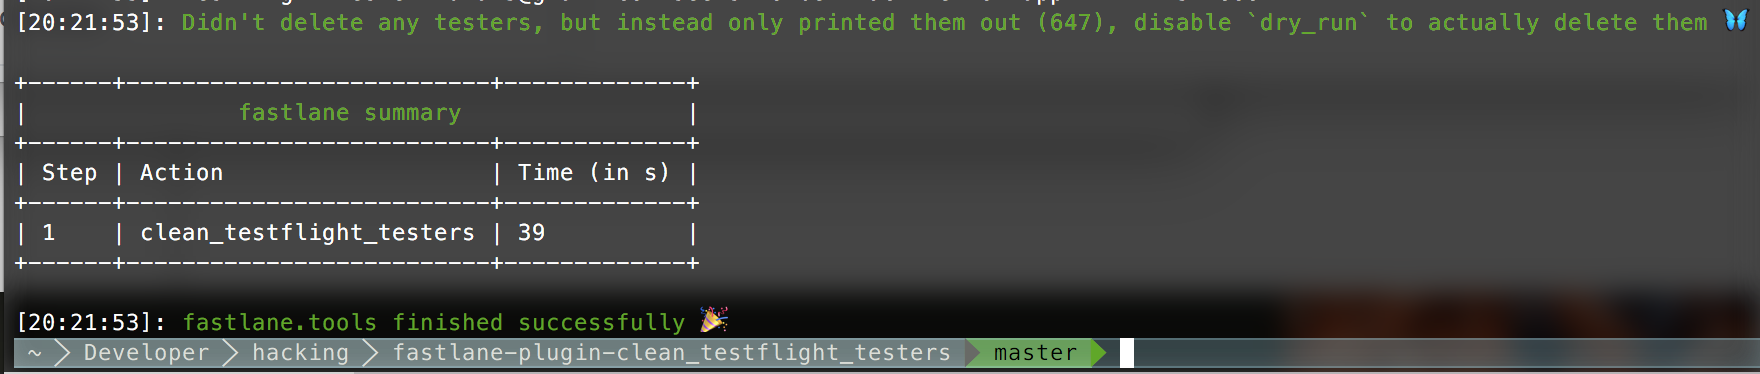 [20:21:53]: Didn't delete any testers, but instead only printed them out (647), disable `dry_run` to actually delete them 🦋
+------+--------------------------+-------------+
|               fastlane summary                |
+------+--------------------------+-------------+
| Step | Action                   | Time (in s) |
+------+--------------------------+-------------+
| 1    | clean_testflight_testers | 39          |
+------+--------------------------+-------------+
[20:21:53]: fastlane.tools finished successfully 🎉
~ > Developer > hacking > fastlane-plugin-clean_testflight_testers master